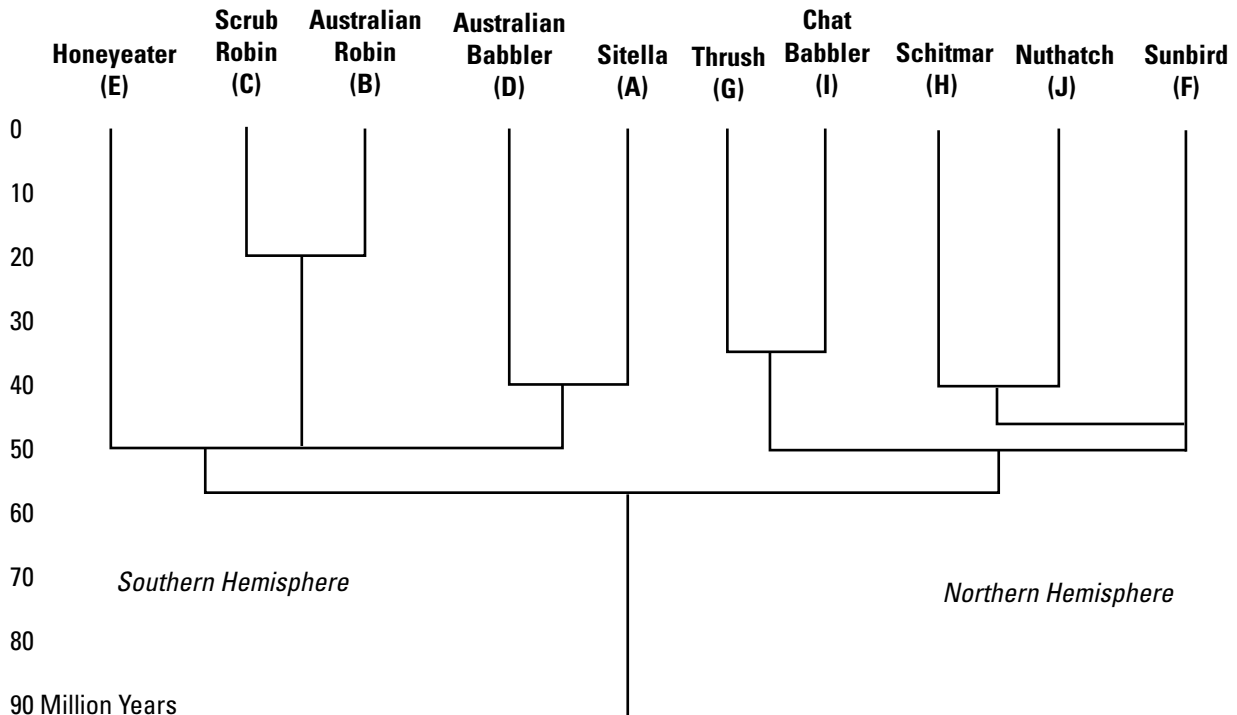 Honeyeater
(E)
Scrub
Robin
(C)
Australian
Robin
(B)
Australian
Babbler
(D)
Sitella
(A)
Thrush
(G)
Chat
Babbler
(I)
Schitmar
(H)
Nuthatch
(J)
Sunbird
(F)
0
10
20
30
40
50
60
70
80
90 Million Years
Southern Hemisphere
Northern Hemisphere